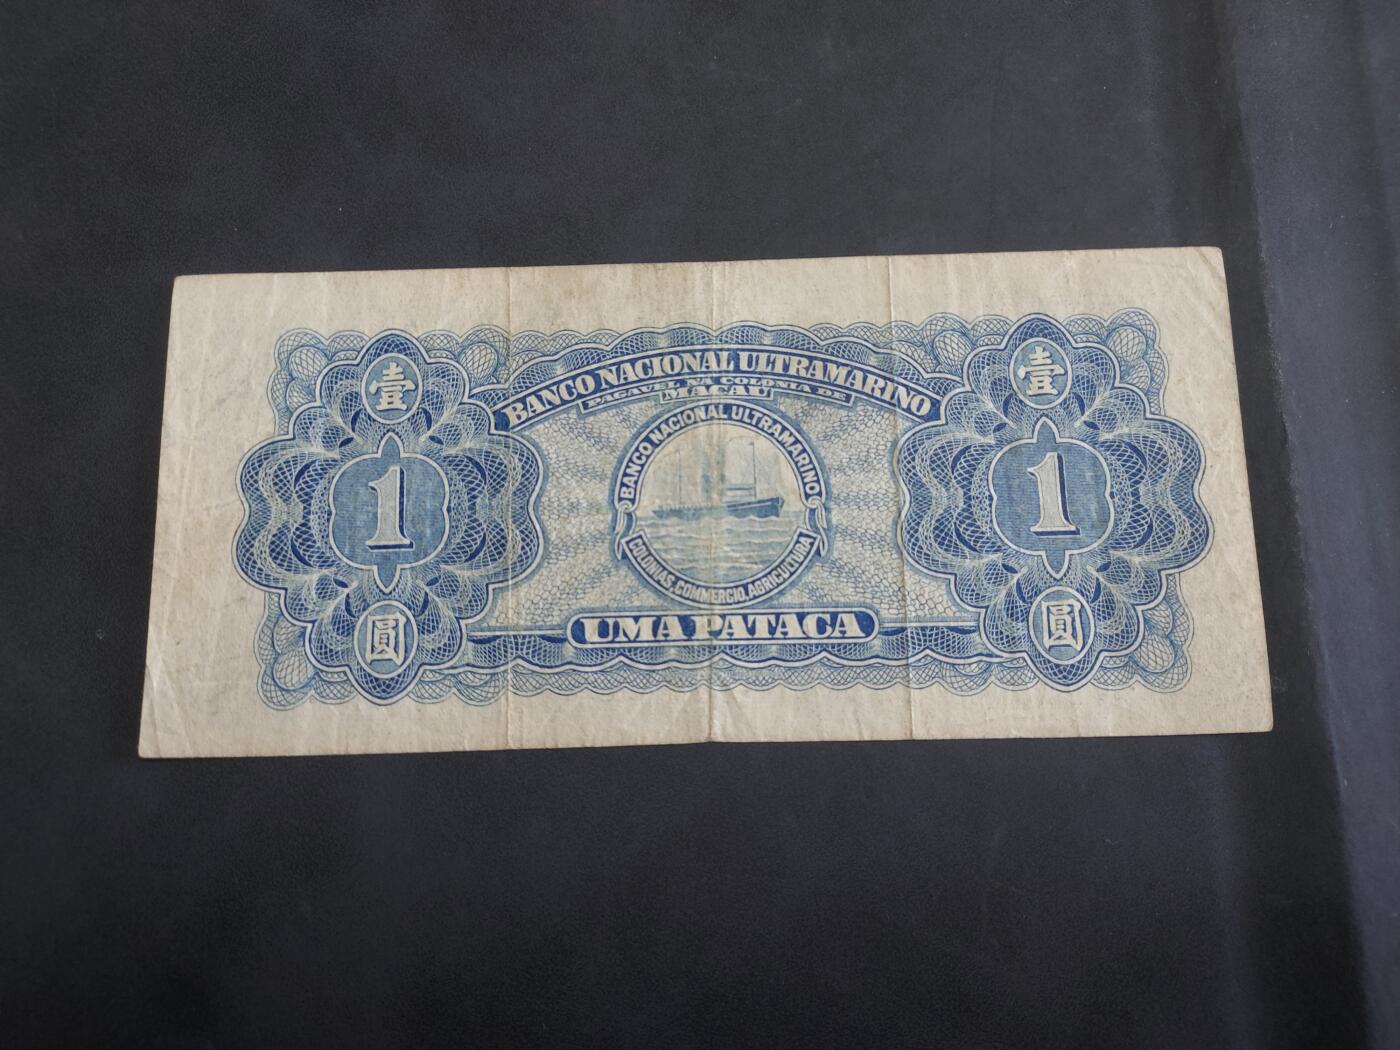 BANCO NACIONAL ULTRAMARINO
PAGAVEL NA COLONIA DE
MACAU
壹
1
圓
BANCO NACIONAL ULTRAMARINO
COLONIAS, COMMERCIO, AGRICULTURA
壹
1
圓
UMA PATACA